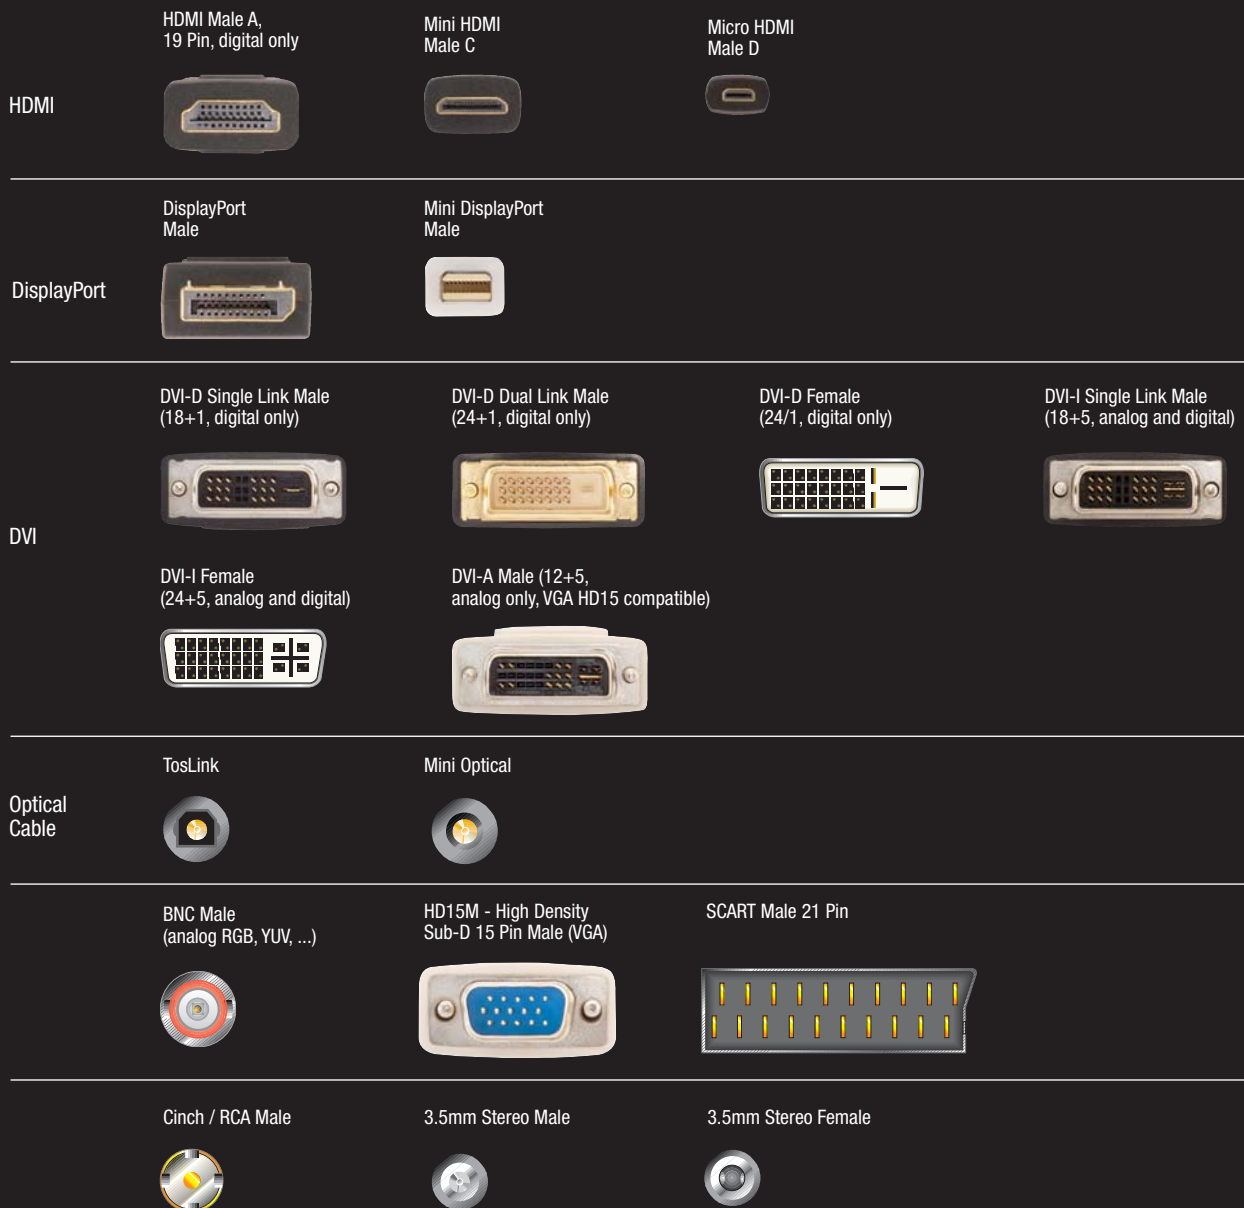 HDMI
HDMI Male A,
19 Pin, digital only
Mini HDMI
Male C
Micro HDMI
Male D
DisplayPort
DisplayPort
Male
Mini DisplayPort
Male
DVI
DVI-D Single Link Male
(18+1, digital only)
DVI-D Dual Link Male
(24+1, digital only)
DVI-D Female
(24/1, digital only)
DVI-I Single Link Male
(18+5, analog and digital)
DVI-I Female
(24+5, analog and digital)
DVI-A Male (12+5,
analog only, VGA HD15 compatible)
Optical
Cable
TosLink
Mini Optical
BNC Male
(analog RGB, YUV, ...)
HD15M - High Density
Sub-D 15 Pin Male (VGA)
SCART Male 21 Pin
Cinch / RCA Male
3.5mm Stereo Male
3.5mm Stereo Female